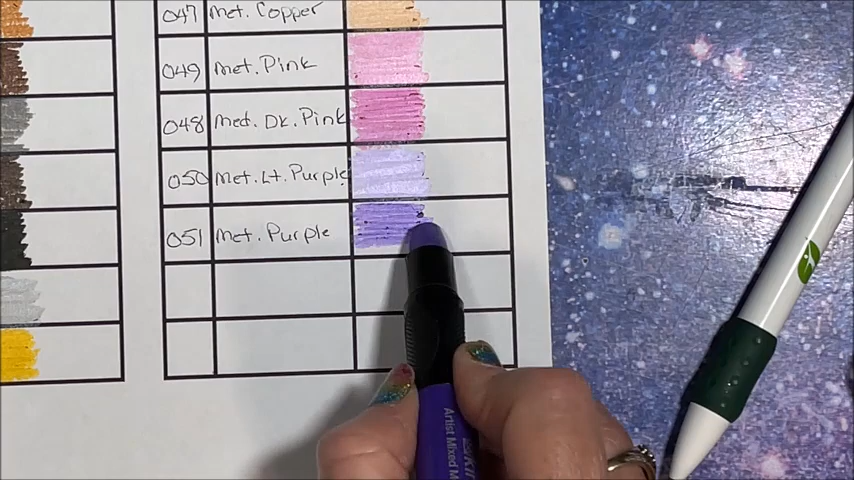 047 Met. Copper
049 Met. Pink
048 Met. Dk. Pink
050 Met. Lt. Purple
051 Met. Purple
Artist Mixed M